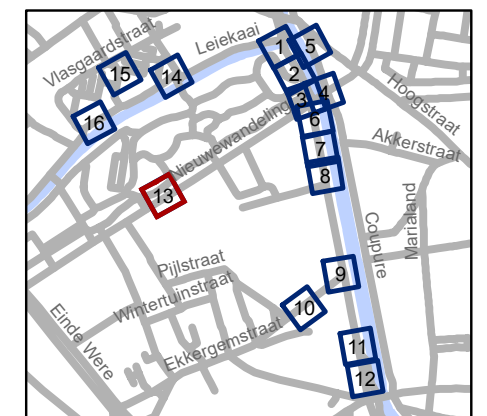 Vlasgaardstraat
Leiekaai
1
5
2
15
14
3
4
Hoogstraat
16
6
Nieuwewandeling
Akkerstraat
7
8
13
Marialand
Coupure
Pijlstraat
9
Wintertuinstraat
10
Einde Were
Ekkergemstraat
11
12